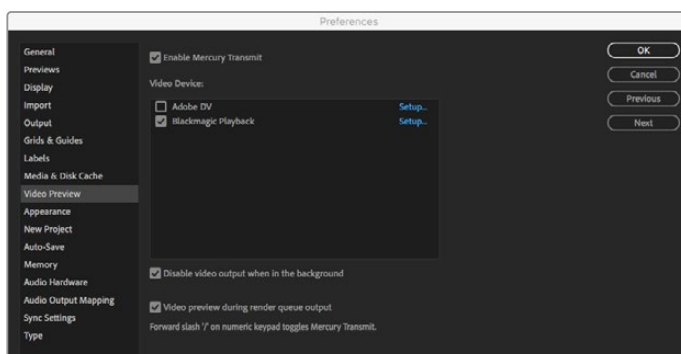 Preferences
General
Previews
Display
Import
Output
Grids & Guides
Labels
Media & Disk Cache
Video Preview
Appearance
New Project
Auto-Save
Memory
Audio Hardware
Audio Output Mapping
Sync Settings
Type
Enable Mercury Transmit
Video Device:
Adobe DV Setup...
Blackmagic Playback Setup...
Disable video output when in the background
Video preview during render queue output
Forward slash '/' on numeric keypad toggles Mercury Transmit.
OK
Cancel
Previous
Next